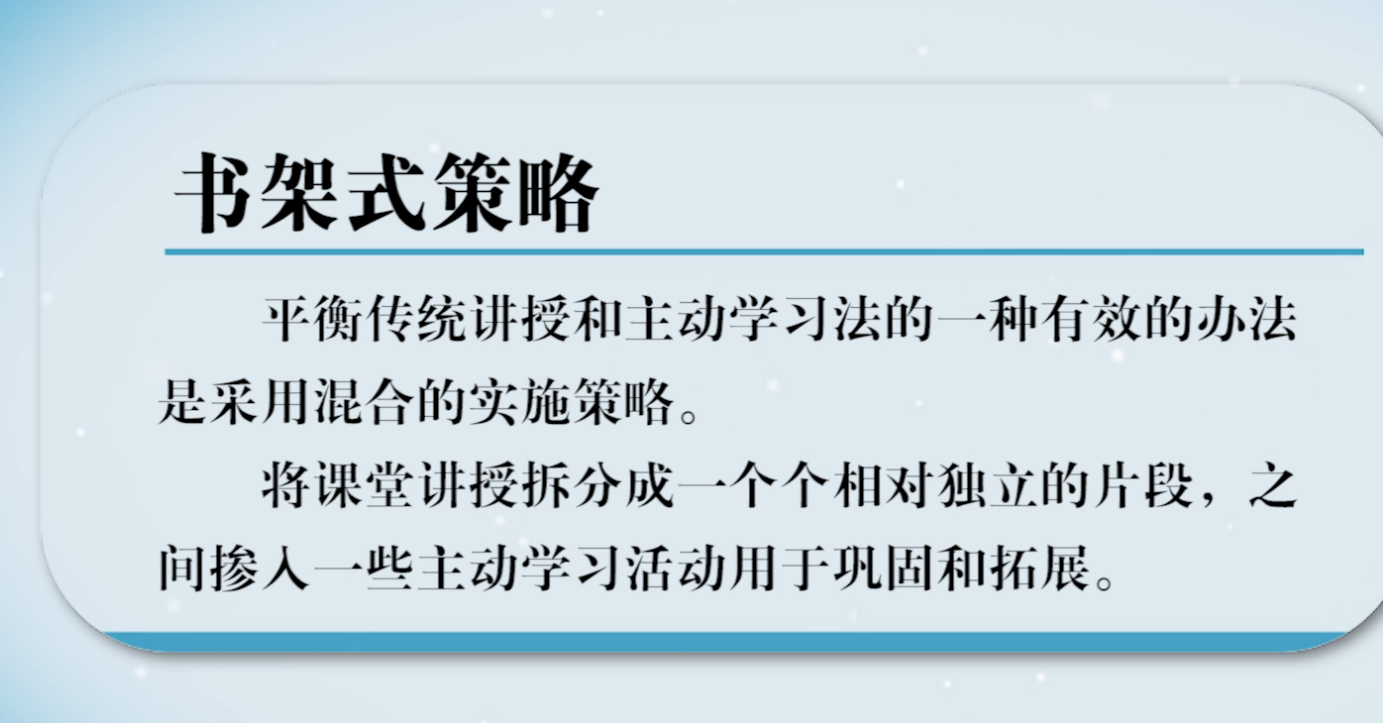 书架式策略
平衡传统讲授和主动学习法的一种有效的办法
是采用混合的实施策略。
将课堂讲授拆分成一个个相对独立的片段，之
间掺入一些主动学习活动用于巩固和拓展。